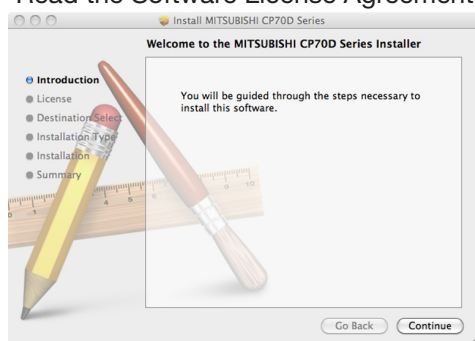 Read the Software License Agreement
Install MITSUBISHI CP70D Series
Welcome to the MITSUBISHI CP70D Series Installer
Introduction
License
Destination Select
Installation Type
Installation
Summary
You will be guided through the steps necessary to
install this software.
Go Back
Continue